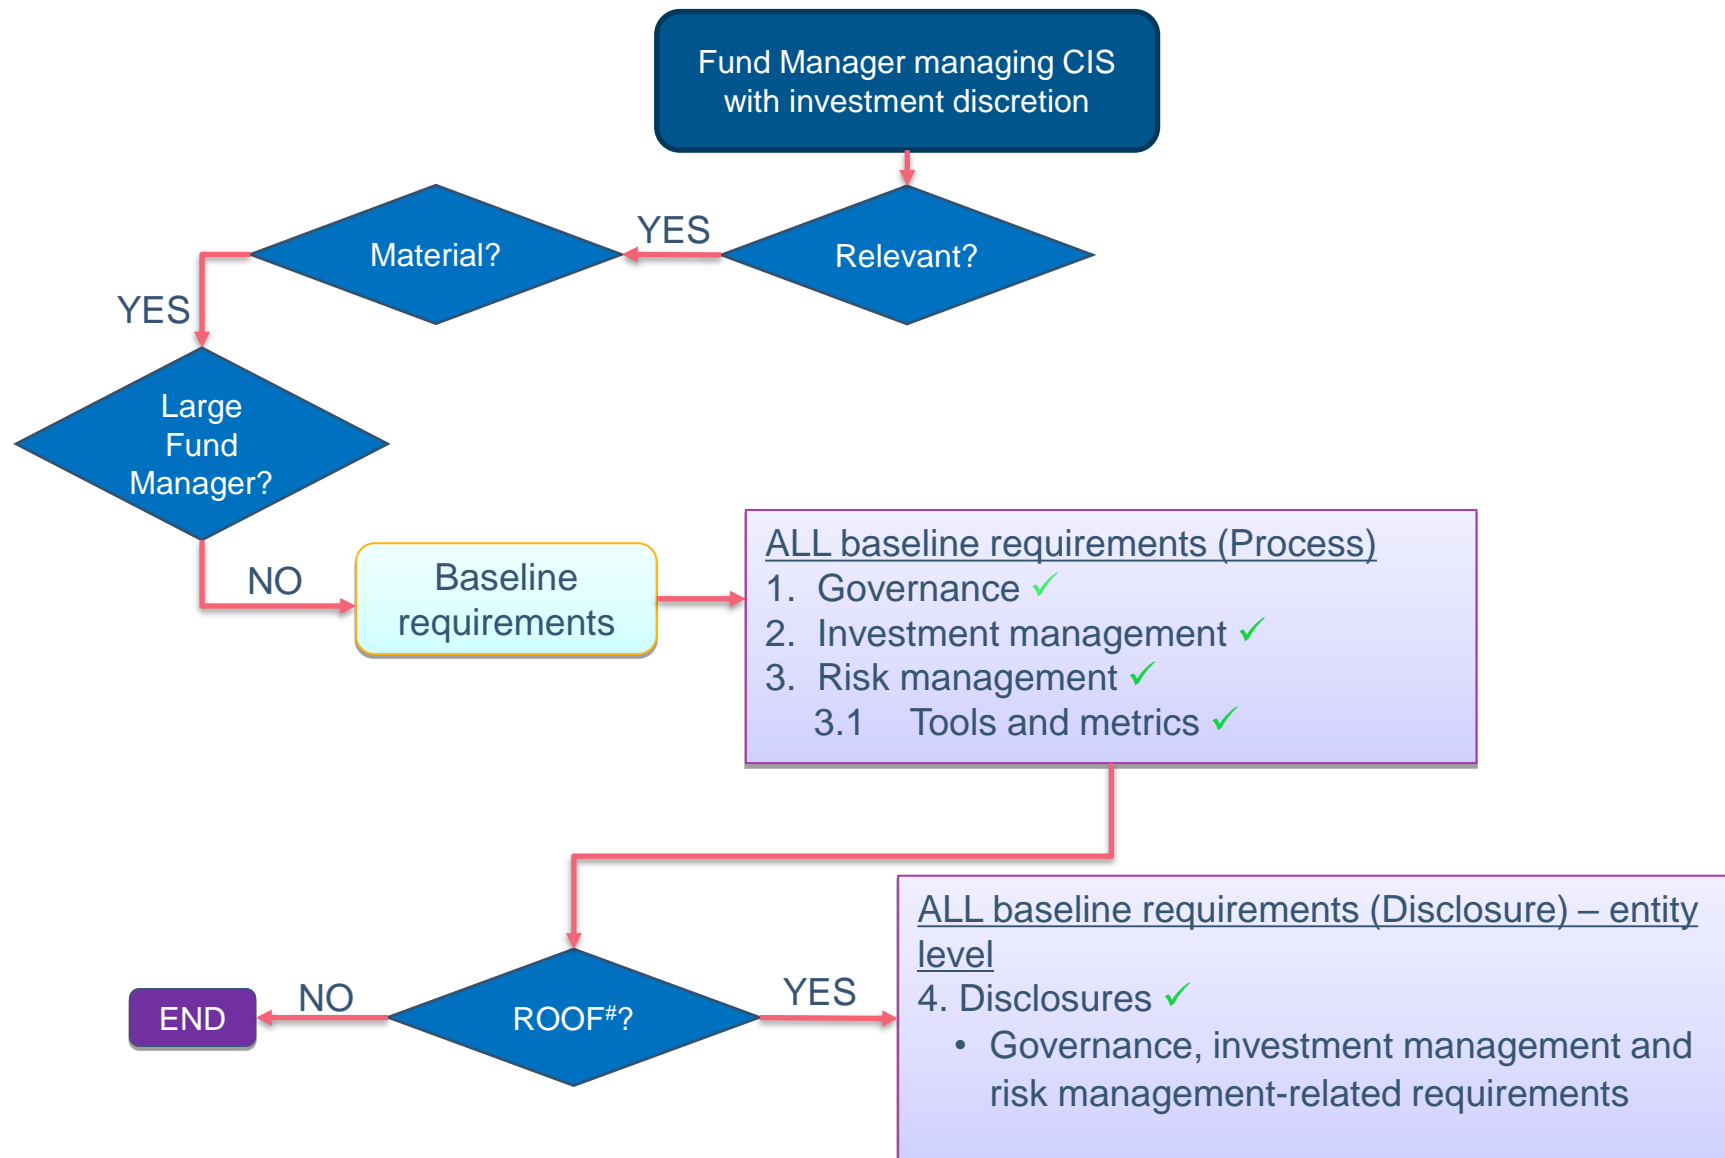 Fund Manager managing CIS
with investment discretion
Relevant?
YES
Material?
YES
Large
Fund
Manager?
NO
Baseline
requirements
ALL baseline requirements (Process)
1. Governance ✓
2. Investment management ✓
3. Risk management ✓
3.1 Tools and metrics ✓
ROOF#?
NO
END
YES
ALL baseline requirements (Disclosure) – entity
level
4. Disclosures ✓
• Governance, investment management and
risk management-related requirements